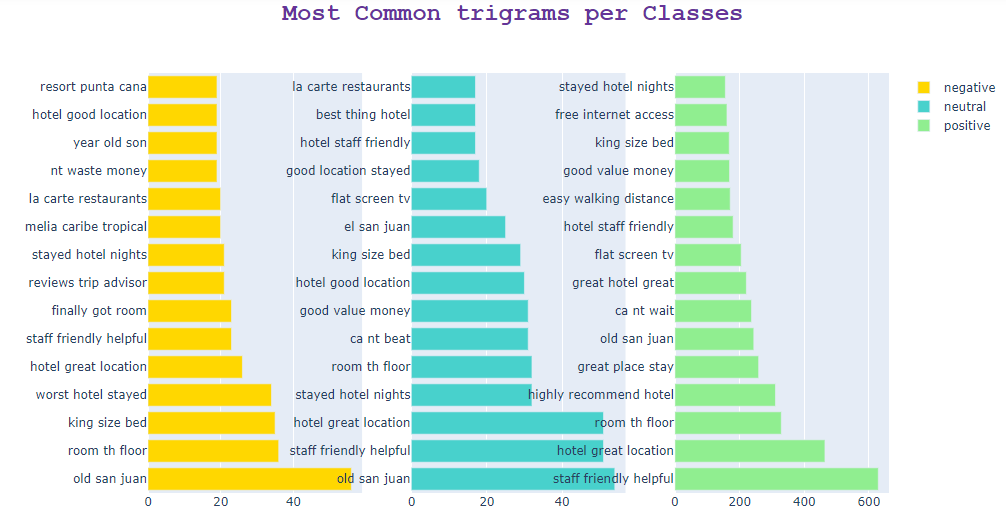 Most Common trigrams per Classes
resort punta cana
hotel good location
year old son
nt waste money
la carte restaurants
melia caribe tropical
stayed hotel nights
reviews trip advisor
finally got room
staff friendly helpful
hotel great location
worst hotel stayed
king size bed
room th floor
old san juan
0 20 40
la carte restaurants
best thing hotel
hotel staff friendly
good location stayed
flat screen tv
el san juan
king size bed
hotel good location
good value money
ca nt beat
room th floor
stayed hotel nights
hotel great location
staff friendly helpful
old san juan
0 20 40
stayed hotel nights
free internet access
king size bed
good value money
easy walking distance
hotel staff friendly
flat screen tv
great hotel great
ca nt wait
old san juan
great place stay
highly recommend hotel
room th floor
hotel great location
staff friendly helpful
0 200 400 600
negative
neutral
positive